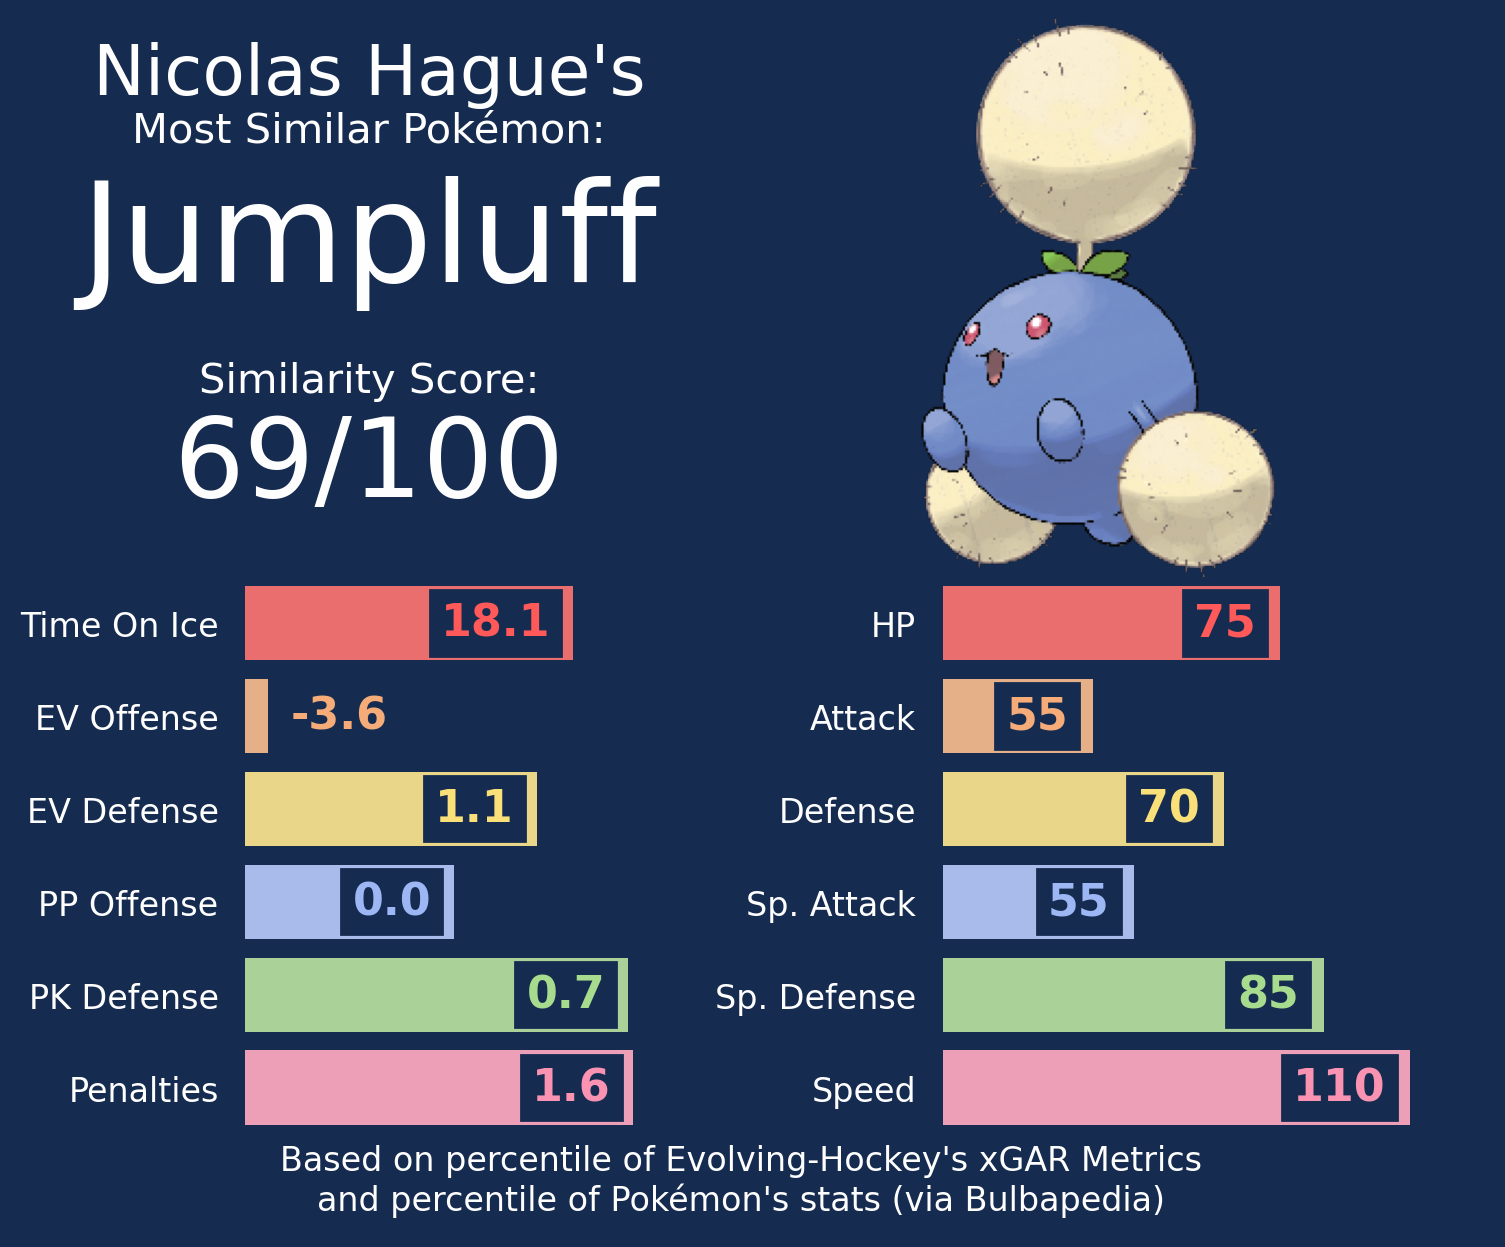 Nicolas Hague's
Most Similar Pokémon:
Jumpluff
Similarity Score:
69/100
Time On Ice 18.1
EV Offense -3.6
EV Defense 1.1
PP Offense 0.0
PK Defense 0.7
Penalties 1.6
HP 75
Attack 55
Defense 70
Sp. Attack 55
Sp. Defense 85
Speed 110
Based on percentile of Evolving-Hockey's xGAR Metrics
and percentile of Pokémon's stats (via Bulbapedia)